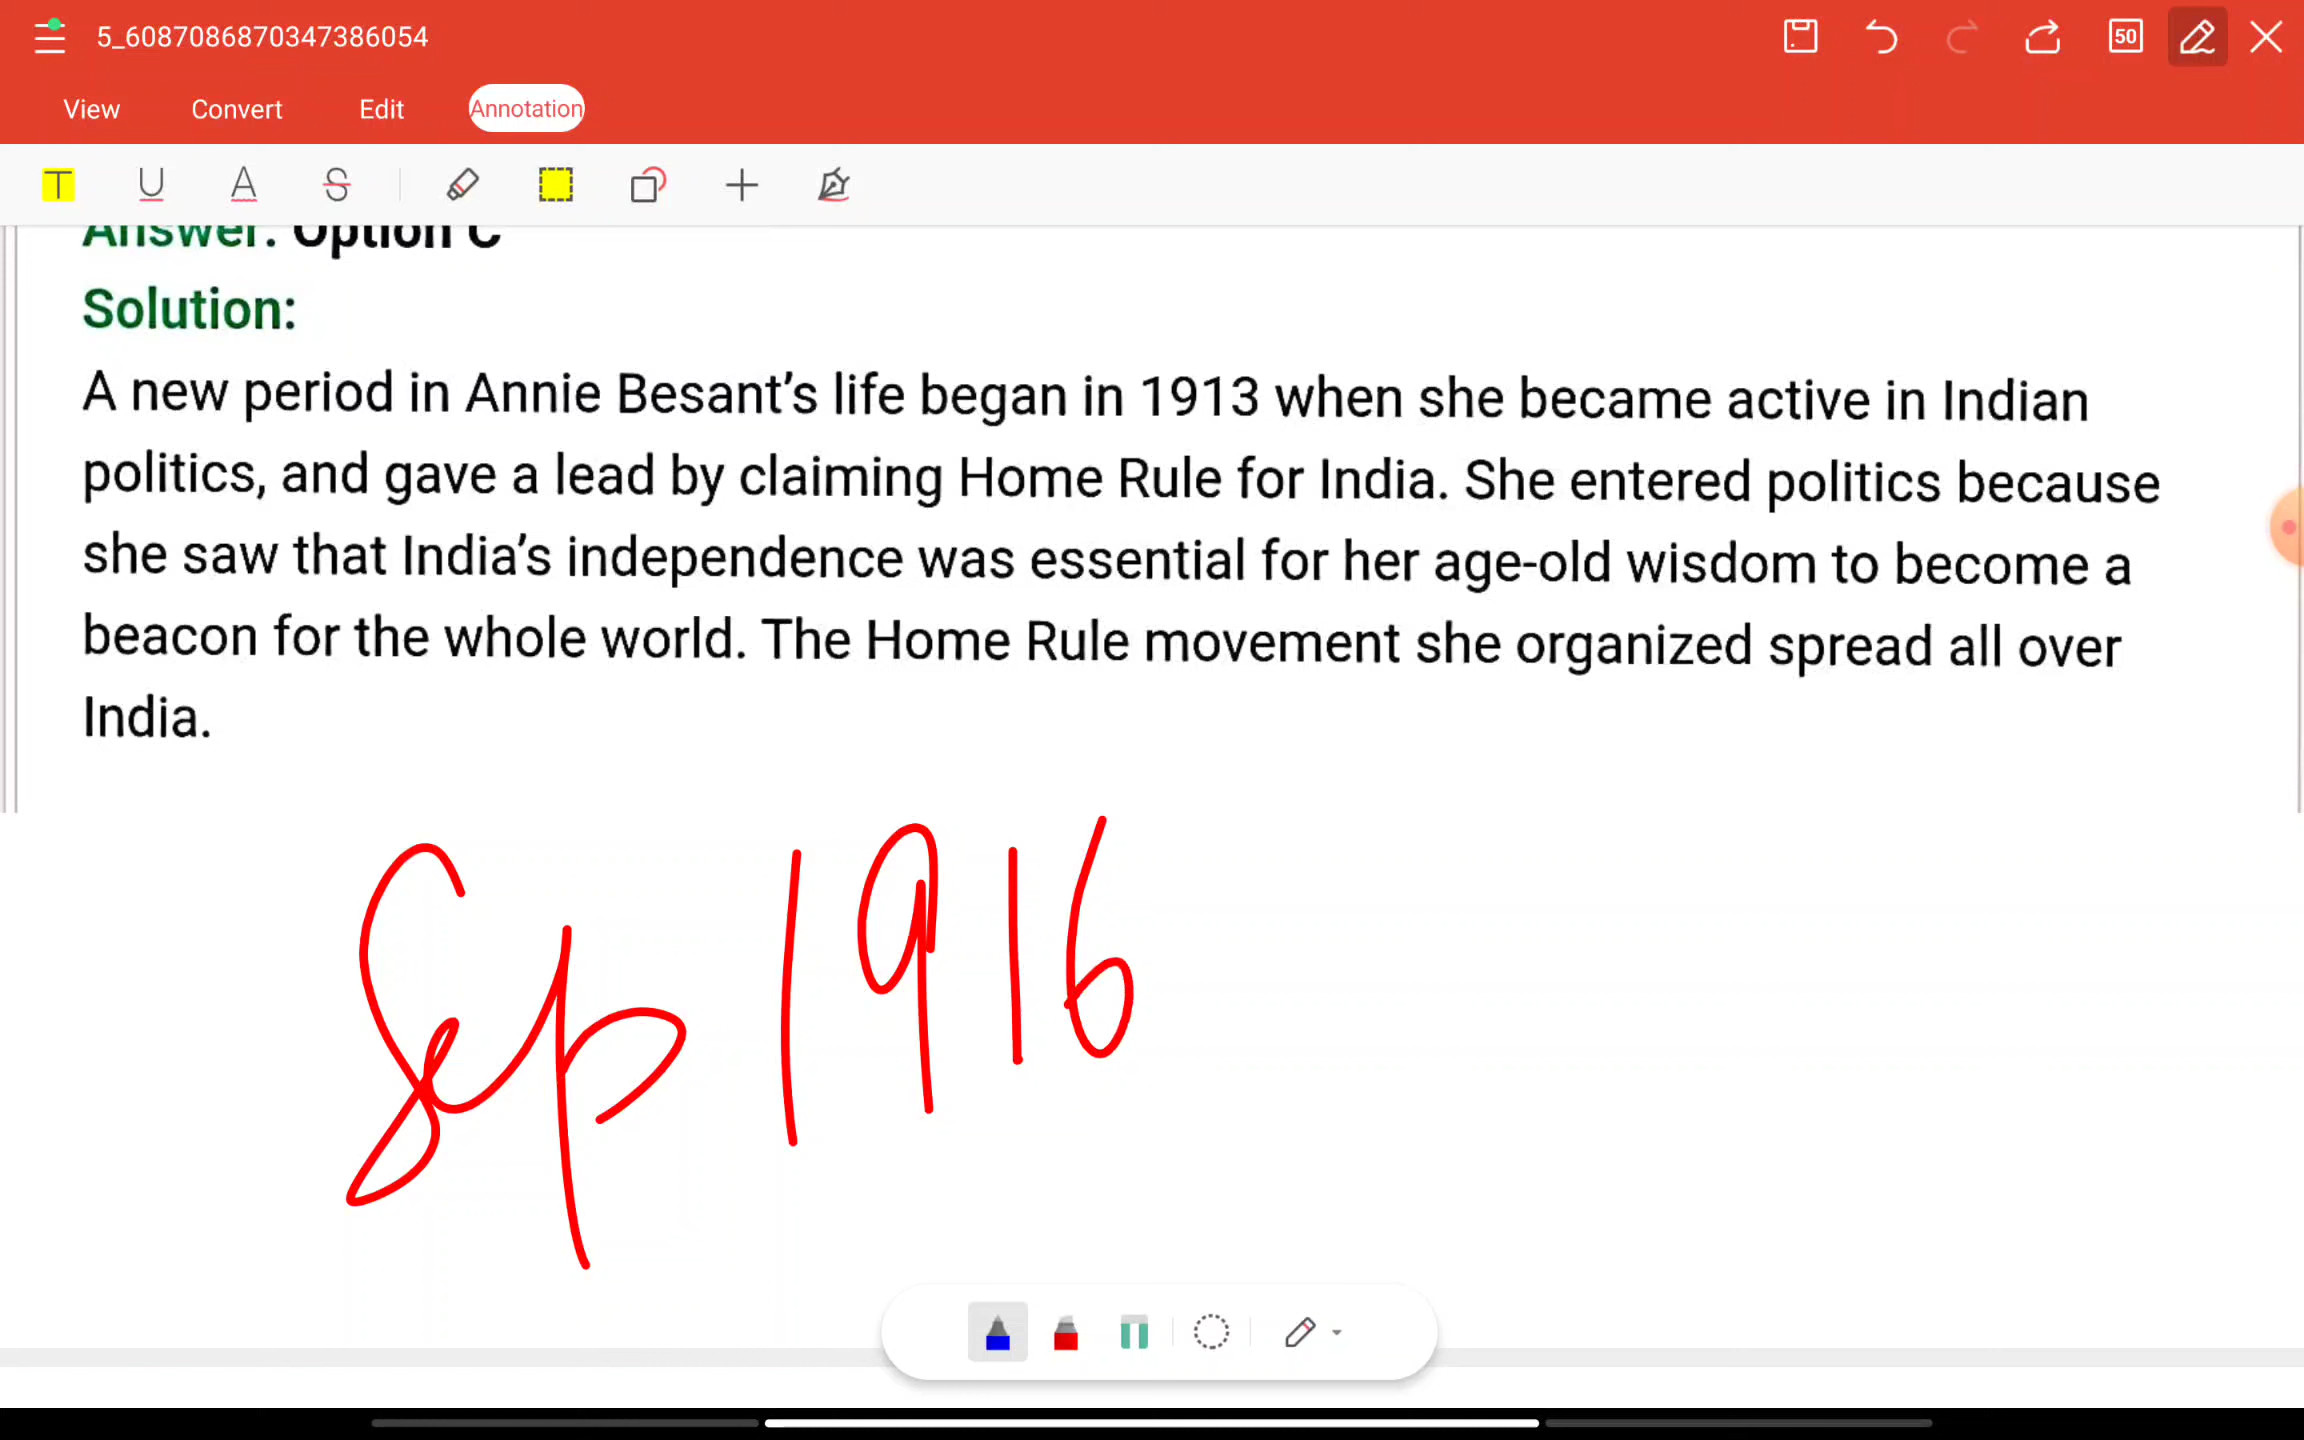 5_6087086870347386054
50
View Convert Edit Annotation
T U A S
Answer: Option C
Solution:
A new period in Annie Besant’s life began in 1913 when she became active in Indian
politics, and gave a lead by claiming Home Rule for India. She entered politics because
she saw that India’s independence was essential for her age-old wisdom to become a
beacon for the whole world. The Home Rule movement she organized spread all over
India.
Sep 1916